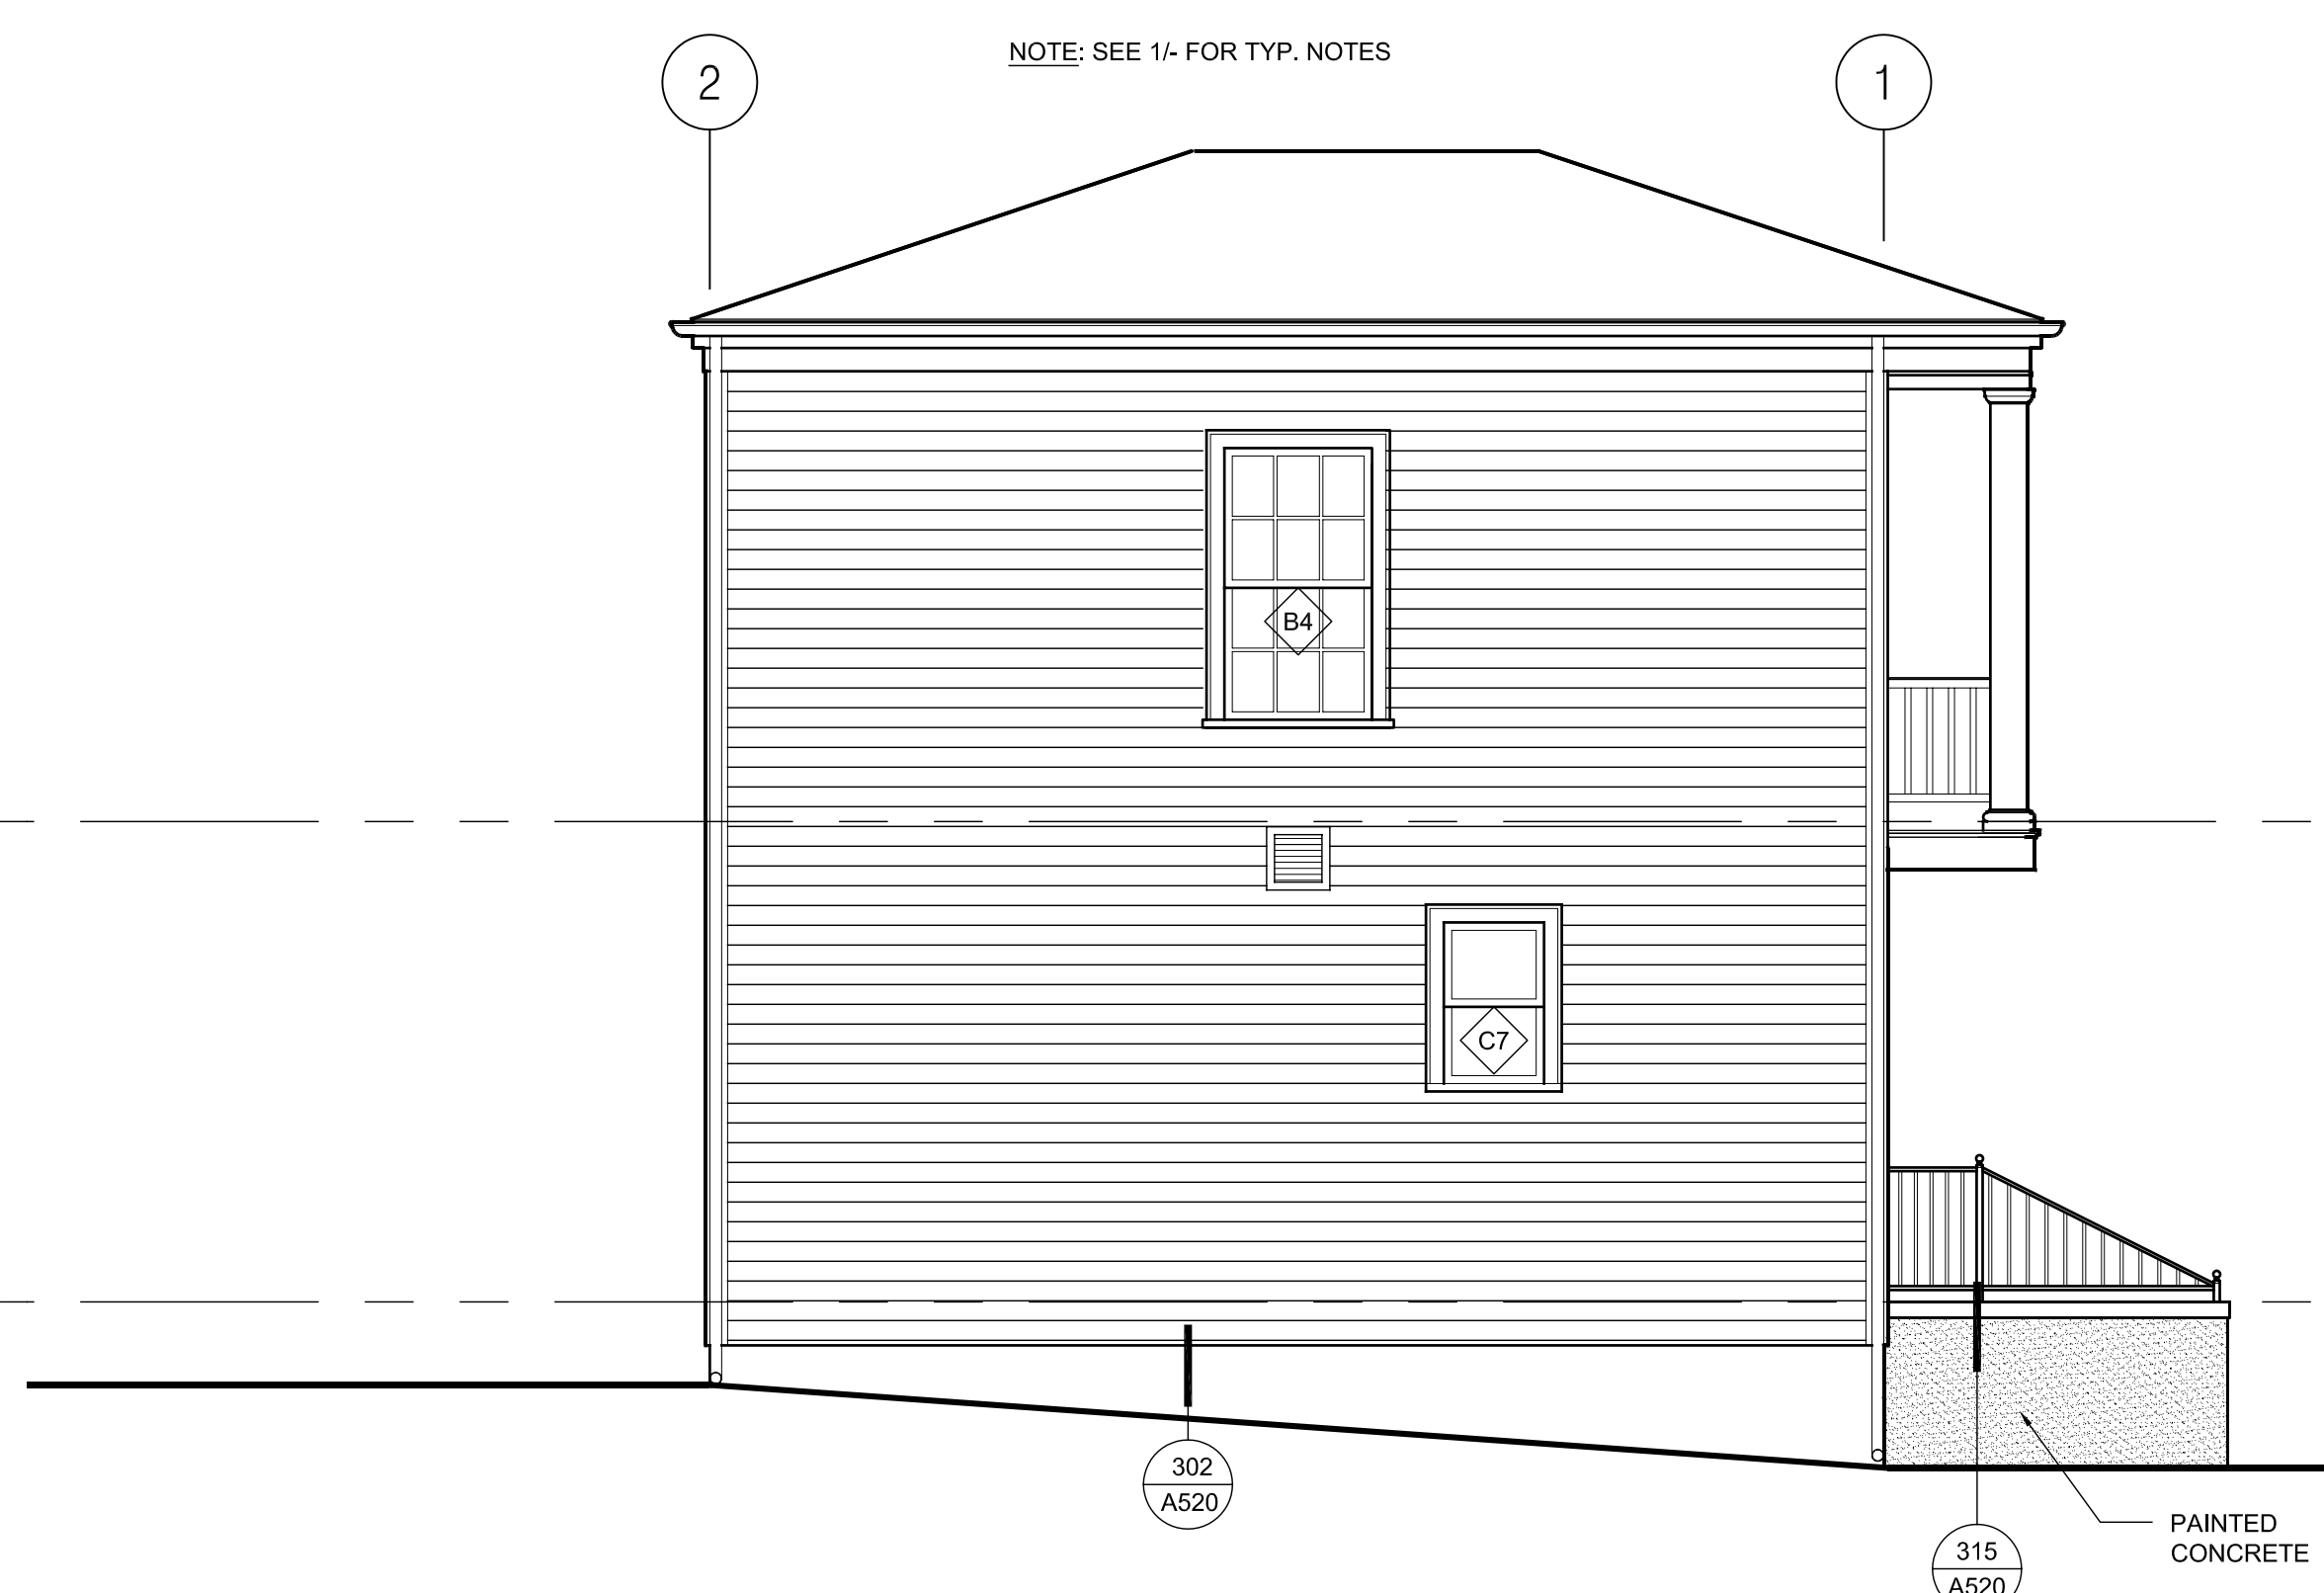 NOTE: SEE 1/- FOR TYP. NOTES
2
1
B4
C7
302
A520
315
A520
PAINTED
CONCRETE